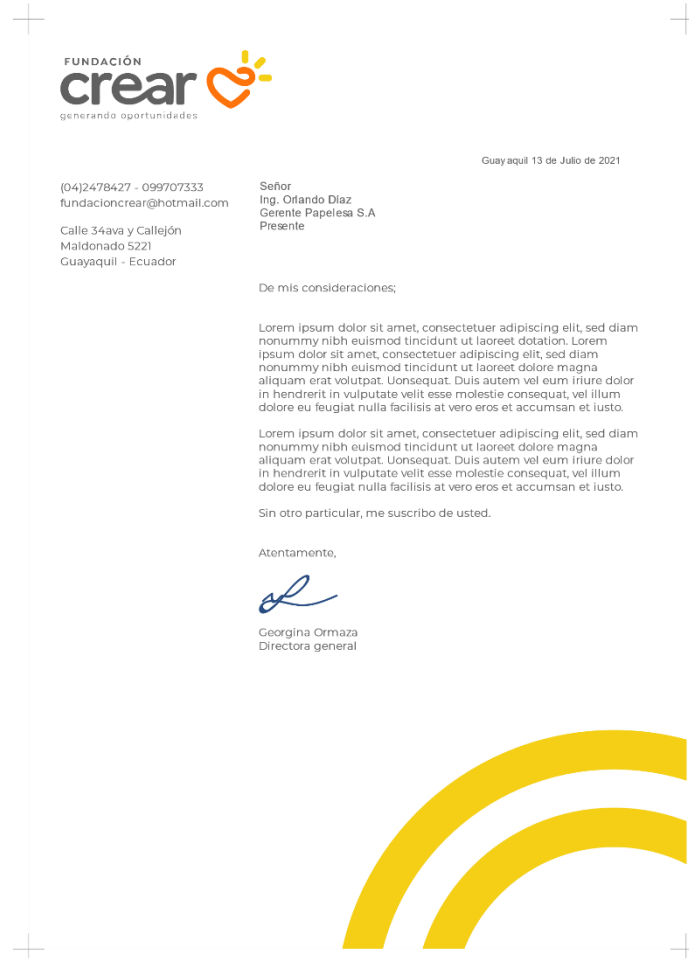 FUNDACIÓN
crear
generando oportunidades
Guayaquil 13 de Julio de 2021
(04)2478427 - 099707333
fundacioncrear@hotmail.com
Calle 34ava y Callejón
Maldonado 5221
Guayaquil - Ecuador
Señor
Ing. Orlando Díaz
Gerente Papelesa S.A
Presente
De mis consideraciones;
Lorem ipsum dolor sit amet, consectetuer adipiscing elit, sed diam
nonummy nibh euismod tincidunt ut laoreet dotation. Lorem
ipsum dolor sit amet, consectetuer adipiscing elit, sed diam
nonummy nibh euismod tincidunt ut laoreet dolore magna
aliquam erat volutpat. Uonsequat. Duis autem vel eum iriure dolor
in hendrerit in vulputate velit esse molestie consequat, vel illum
dolore eu feugiat nulla facilisis at vero eros et accumsan et iusto.
Lorem ipsum dolor sit amet, consectetuer adipiscing elit, sed diam
nonummy nibh euismod tincidunt ut laoreet dolore magna
aliquam erat volutpat. Uonsequat. Duis autem vel eum iriure dolor
in hendrerit in vulputate velit esse molestie consequat, vel illum
dolore eu feugiat nulla facilisis at vero eros et accumsan et iusto.
Sin otro particular, me suscribo de usted.
Atentamente,
Georgina Ormaza
Directora general